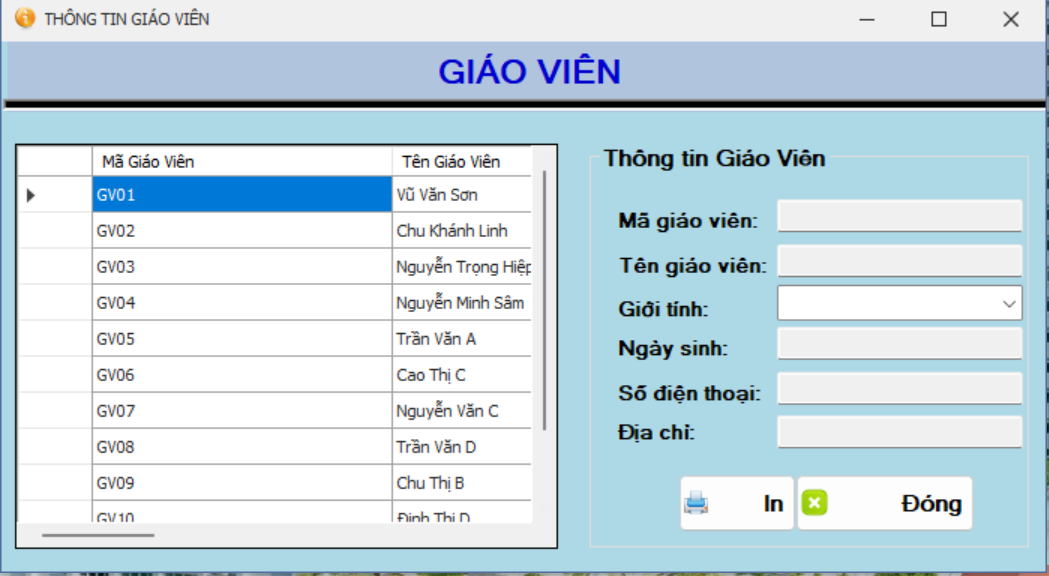 THÔNG TIN GIÁO VIÊN
GIÁO VIÊN
Mã Giáo Viên Tên Giáo Viên
GV01 Vũ Văn Sơn
GV02 Chu Khánh Linh
GV03 Nguyễn Trọng Hiệp
GV04 Nguyễn Minh Sâm
GV05 Trần Văn A
GV06 Cao Thị C
GV07 Nguyễn Văn C
GV08 Trần Văn D
GV09 Chu Thị B
GV10 Đinh Thị D
Thông tin Giáo Viên
Mã giáo viên:
Tên giáo viên:
Giới tính:
Ngày sinh:
Số điện thoại:
Địa chỉ:
In Đóng